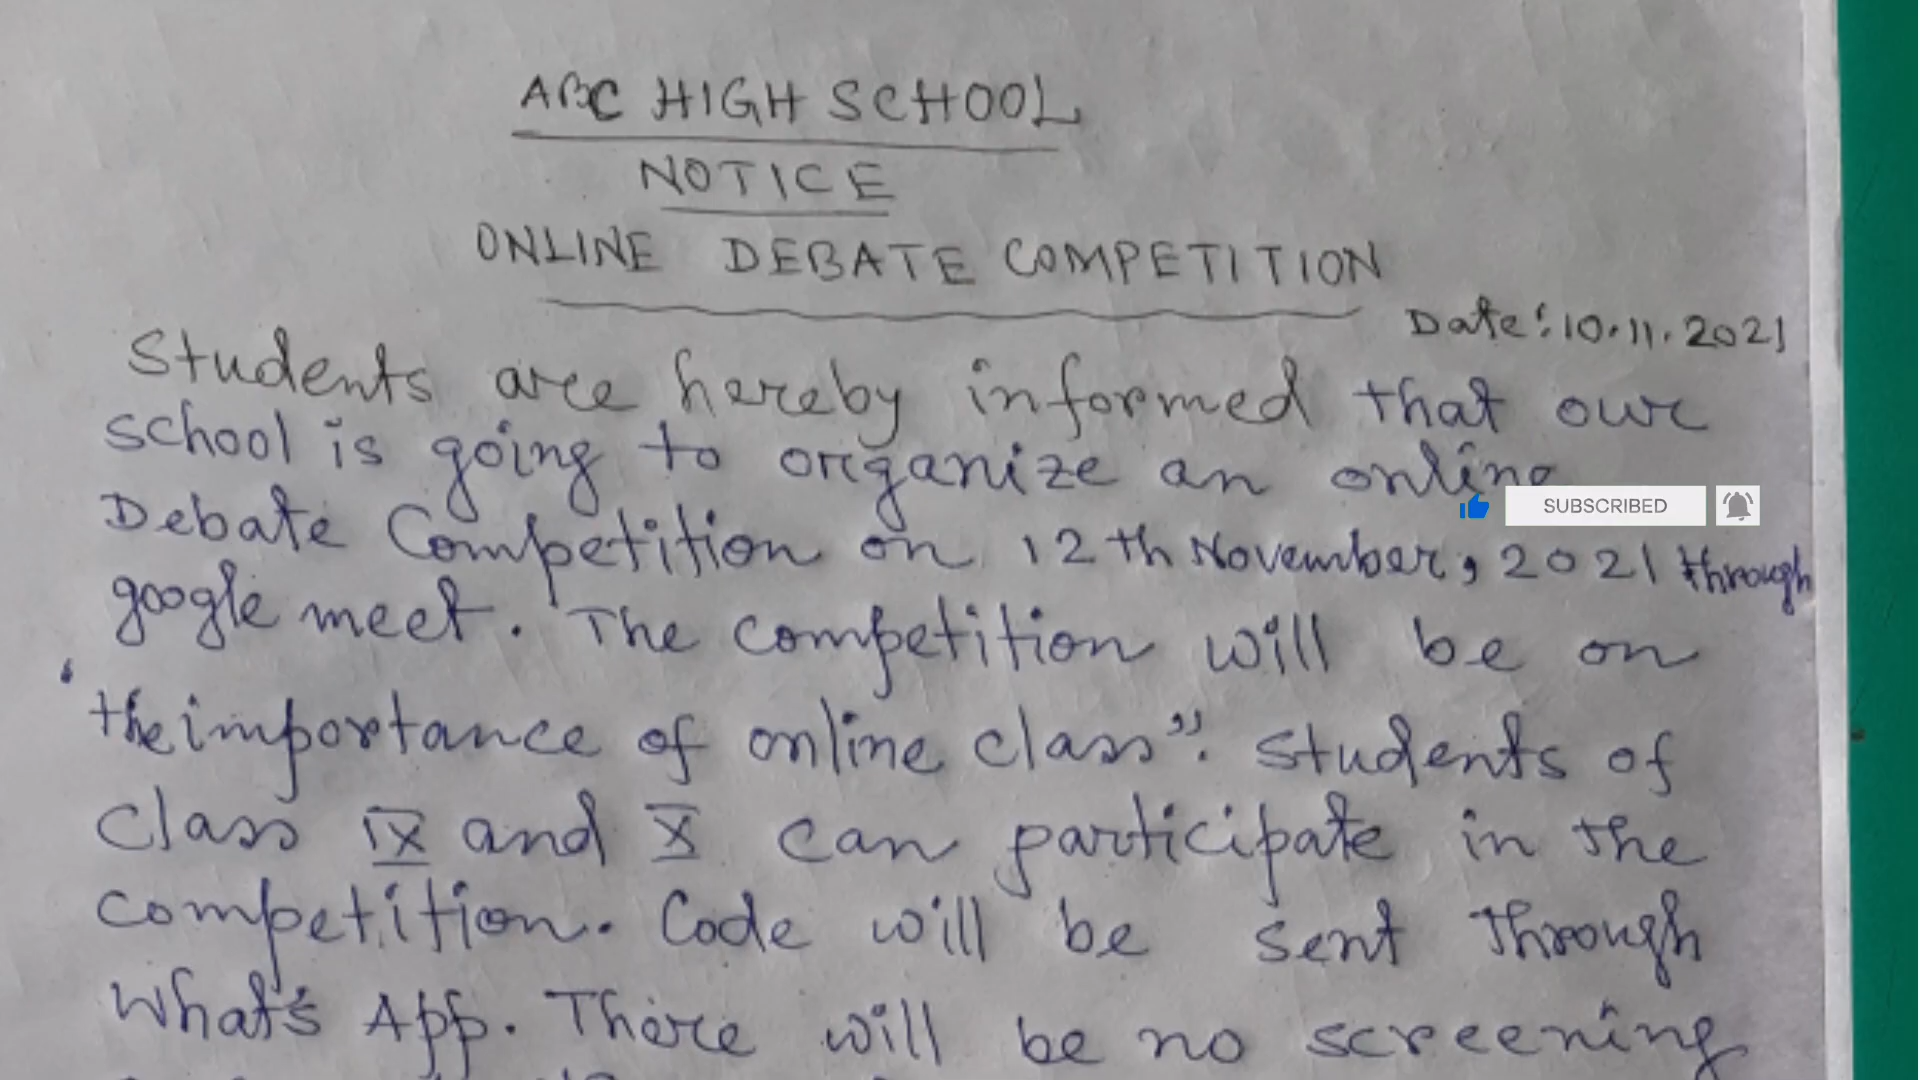 ABC HIGH SCHOOL
NOTICE
ONLINE DEBATE COMPETITION
Date: 10.11.2021
Students are hereby informed that our
school is going to organize an online
SUBSCRIBED
Debate Competition on 12th November, 2021 through
google meet. The competition will be on
'the importance of online class”. Students of
class IX and X can participate in the
competition. Code will be sent through
What's App. There will be no screening